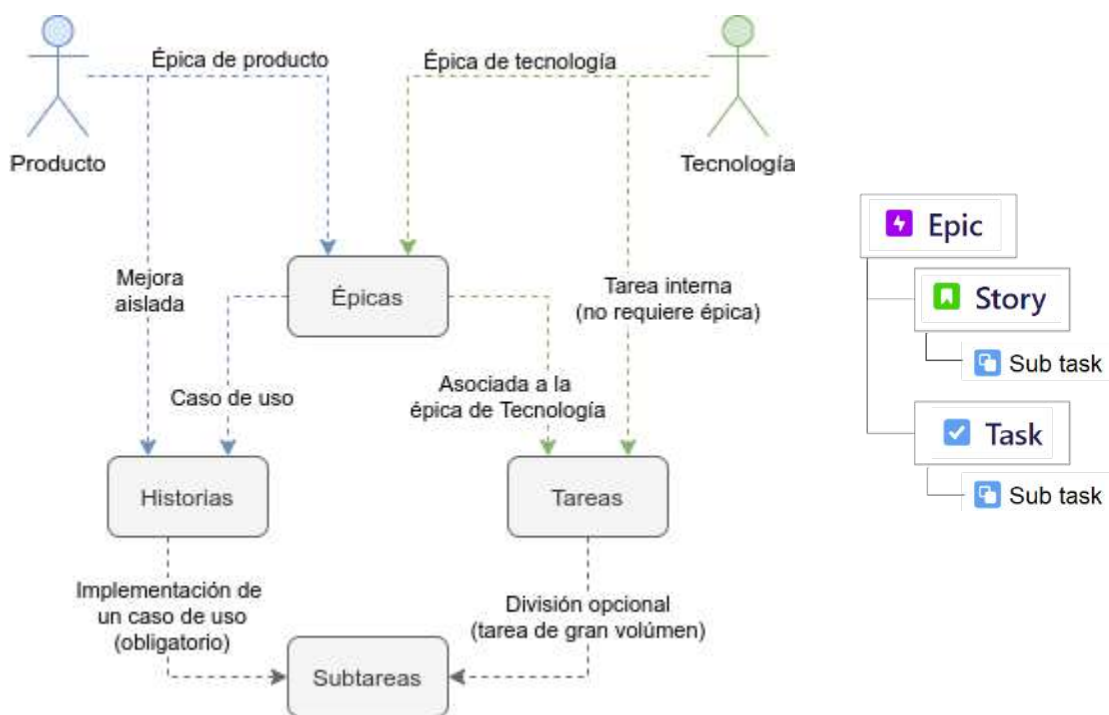 Épica de producto
Épica de tecnología
Producto
Tecnología
Epic
Story
Sub task
Task
Sub task
Mejora
aislada
Épicas
Tarea interna
(no requiere épica)
Caso de uso
Asociada a la
épica de Tecnología
Historias
Tareas
Implementación de
un caso de uso
(obligatorio)
División opcional
(tarea de gran volúmen)
Subtareas